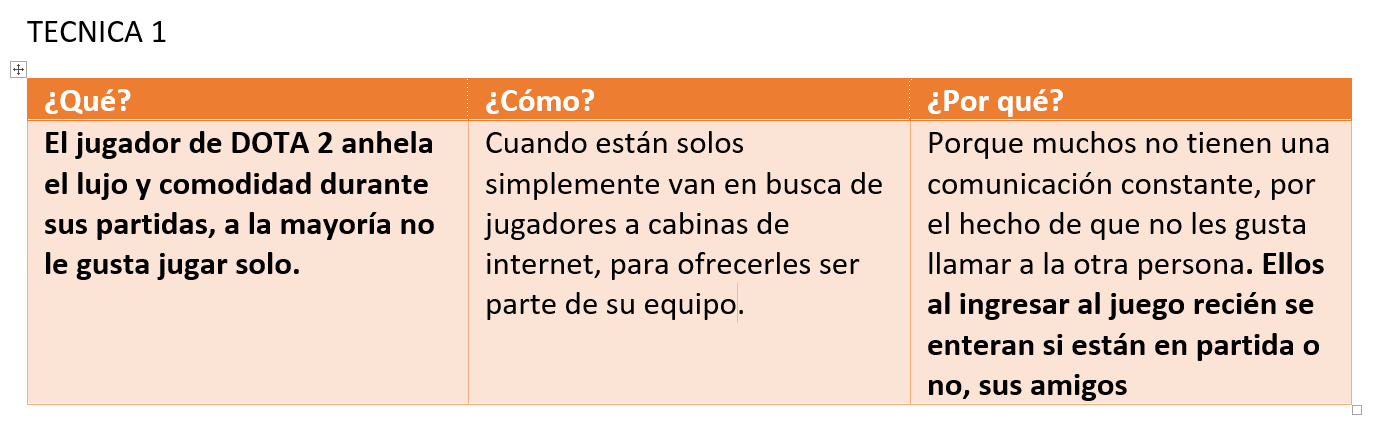 TECNICA 1
¿Qué?
El jugador de DOTA 2 anhela
el lujo y comodidad durante
sus partidas, a la mayoría no
le gusta jugar solo.
¿Cómo?
Cuando están solos
simplemente van en busca de
jugadores a cabinas de
internet, para ofrecerles ser
parte de su equipo.
¿Por qué?
Porque muchos no tienen una
comunicación constante, por
el hecho de que no les gusta
llamar a la otra persona. Ellos
al ingresar al juego recién se
enteran si están en partida o
no, sus amigos